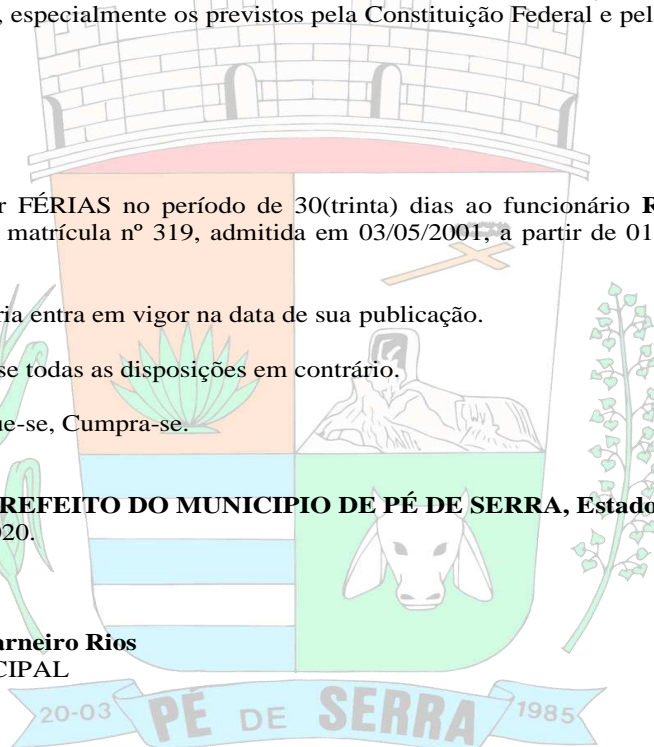 , especialmente os previstos pela Constituição Federal e pela
r FÉRIAS no período de 30(trinta) dias ao funcionário R
matrícula nº 319, admitida em 03/05/2001, a partir de 01
ria entra em vigor na data de sua publicação.
se todas as disposições em contrário.
ue-se, Cumpra-se.
REFEITO DO MUNICIPIO DE PÉ DE SERRA, Estado
020.
arneiro Rios
CIPAL
20-03 PÉ DE SERRA 1985